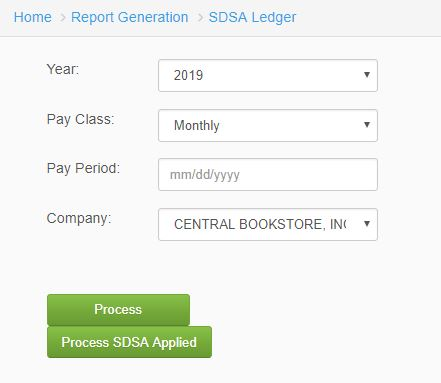 Home > Report Generation > SDSA Ledger
Year: 2019
Pay Class: Monthly
Pay Period: mm/dd/yyyy
Company: CENTRAL BOOKSTORE, INC
Process
Process SDSA Applied